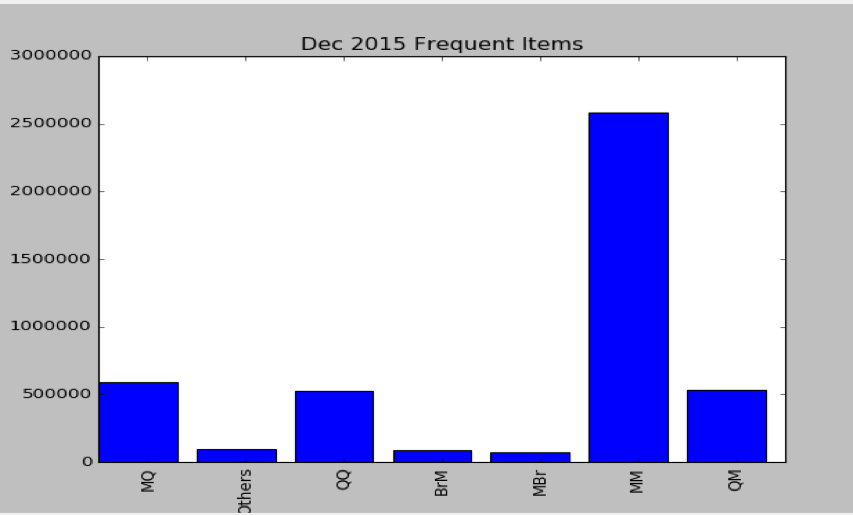 Dec 2015 Frequent Items
3000000
2500000
2000000
1500000
1000000
500000
0
MQ
Others
QQ
BrM
MBr
MM
QM